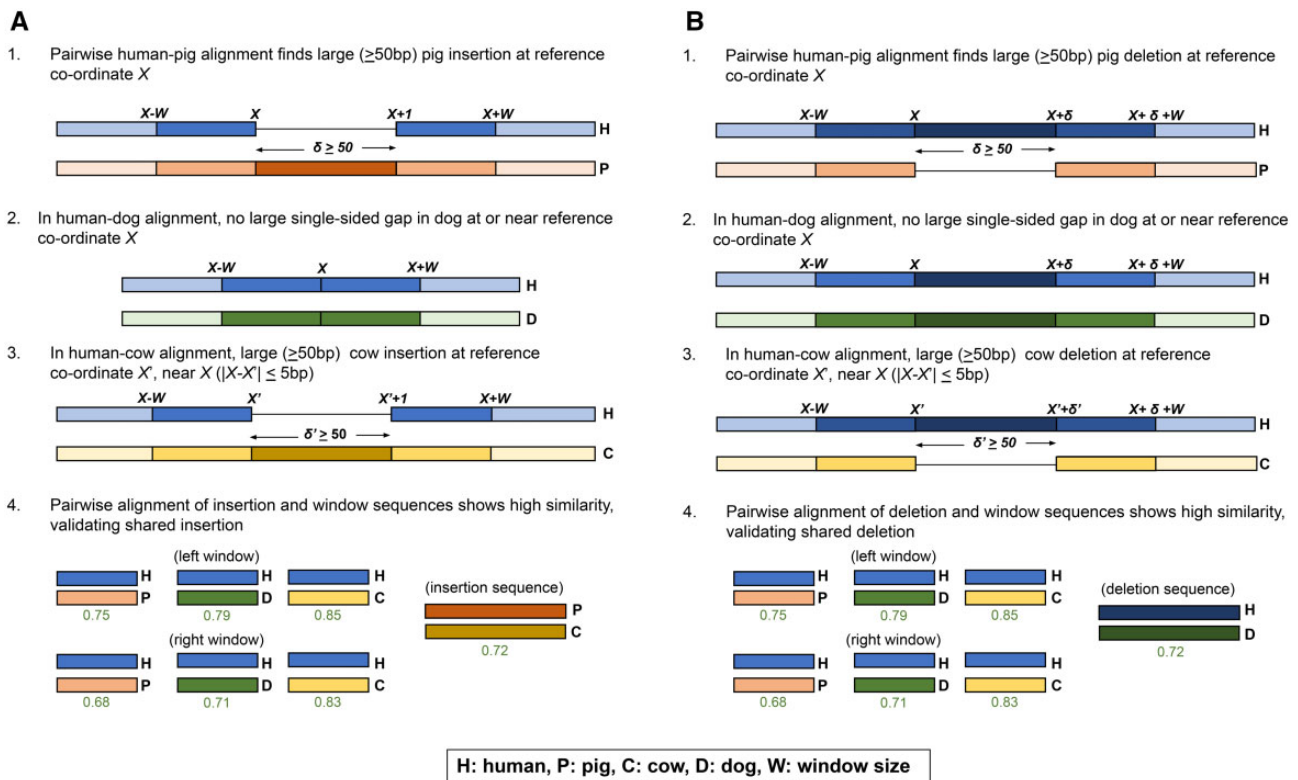 A
1. Pairwise human-pig alignment finds large (≥50bp) pig insertion at reference
co-ordinate X
X-W X X+1 X+W
H
δ ≥ 50
P
2. In human-dog alignment, no large single-sided gap in dog at or near reference
co-ordinate X
X-W X X+W
H
D
3. In human-cow alignment, large (≥50bp) cow insertion at reference
co-ordinate X', near X (|X-X'| ≤ 5bp)
X-W X' X'+1 X+W
H
δ' ≥ 50
C
4. Pairwise alignment of insertion and window sequences shows high similarity,
validating shared insertion
(left window)
H H H
P D C
0.75 0.79 0.85
(right window)
H H H
P D C
0.68 0.71 0.83
(insertion sequence)
P
C
0.72
B
1. Pairwise human-pig alignment finds large (≥50bp) pig deletion at reference
co-ordinate X
X-W X X+δ X+ δ +W
H
δ ≥ 50
P
2. In human-dog alignment, no large single-sided gap in dog at or near reference
co-ordinate X
X-W X X+δ X+ δ +W
H
D
3. In human-cow alignment, large (≥50bp) cow deletion at reference
co-ordinate X', near X (|X-X'| ≤ 5bp)
X-W X' X'+δ' X+ δ +W
H
δ' ≥ 50
C
4. Pairwise alignment of deletion and window sequences shows high similarity,
validating shared deletion
(left window)
H H H
P D C
0.75 0.79 0.85
(right window)
H H H
P D C
0.68 0.71 0.83
(deletion sequence)
H
D
0.72
H: human, P: pig, C: cow, D: dog, W: window size